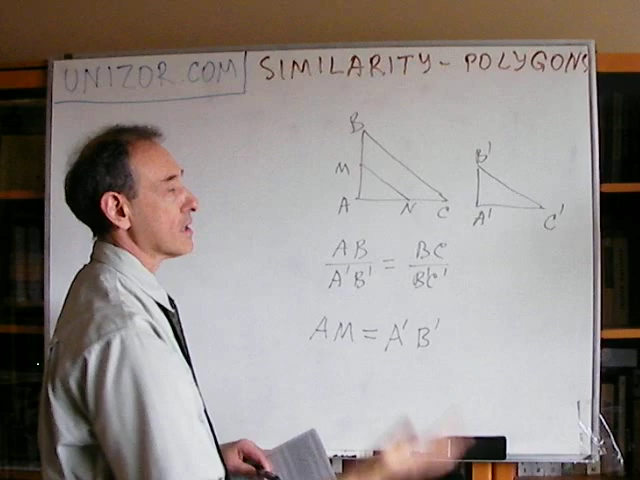 UNIZOR.COM SIMILARITY - POLYGONS
B
M
A N C
B'
A' C'
AB / A'B' = BC / B'C'
AM = A'B'